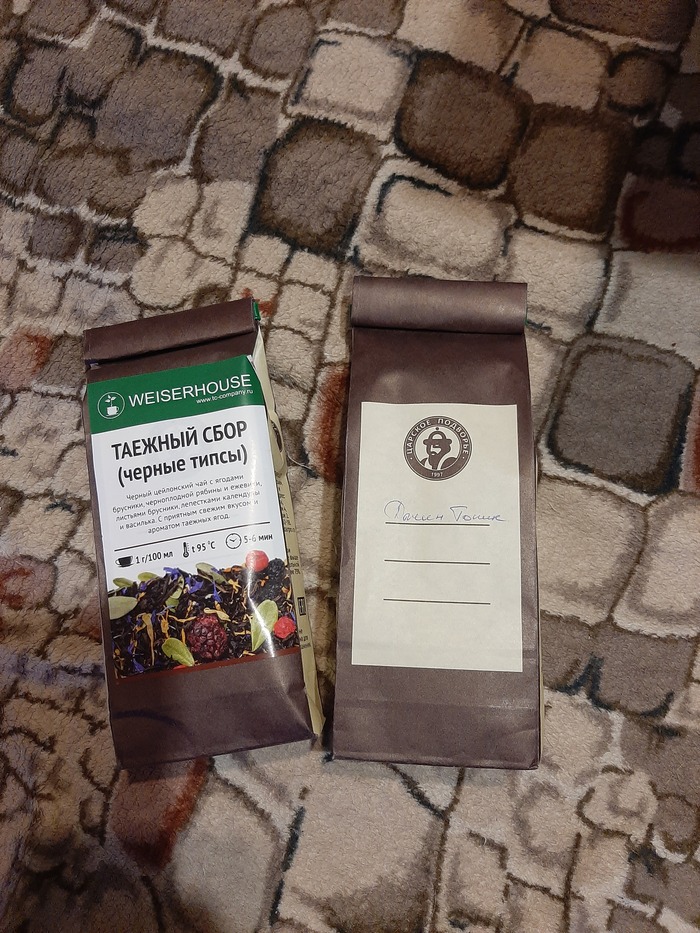 WEISERHOUSE
www.tc-company.ru
ТАЕЖНЫЙ СБОР
(черные типсы)
Черный цейлонский чай с ягодами
брусники, черноплодной рябины и ежевики,
листьями брусники, лепестками календулы
и василька. С приятным свежим вкусом и
ароматом таежных ягод.
1 г/100 мл
t 95 °C
5-6 мин
ЦАРСКОЕ ПОДВОРЬЕ
1997